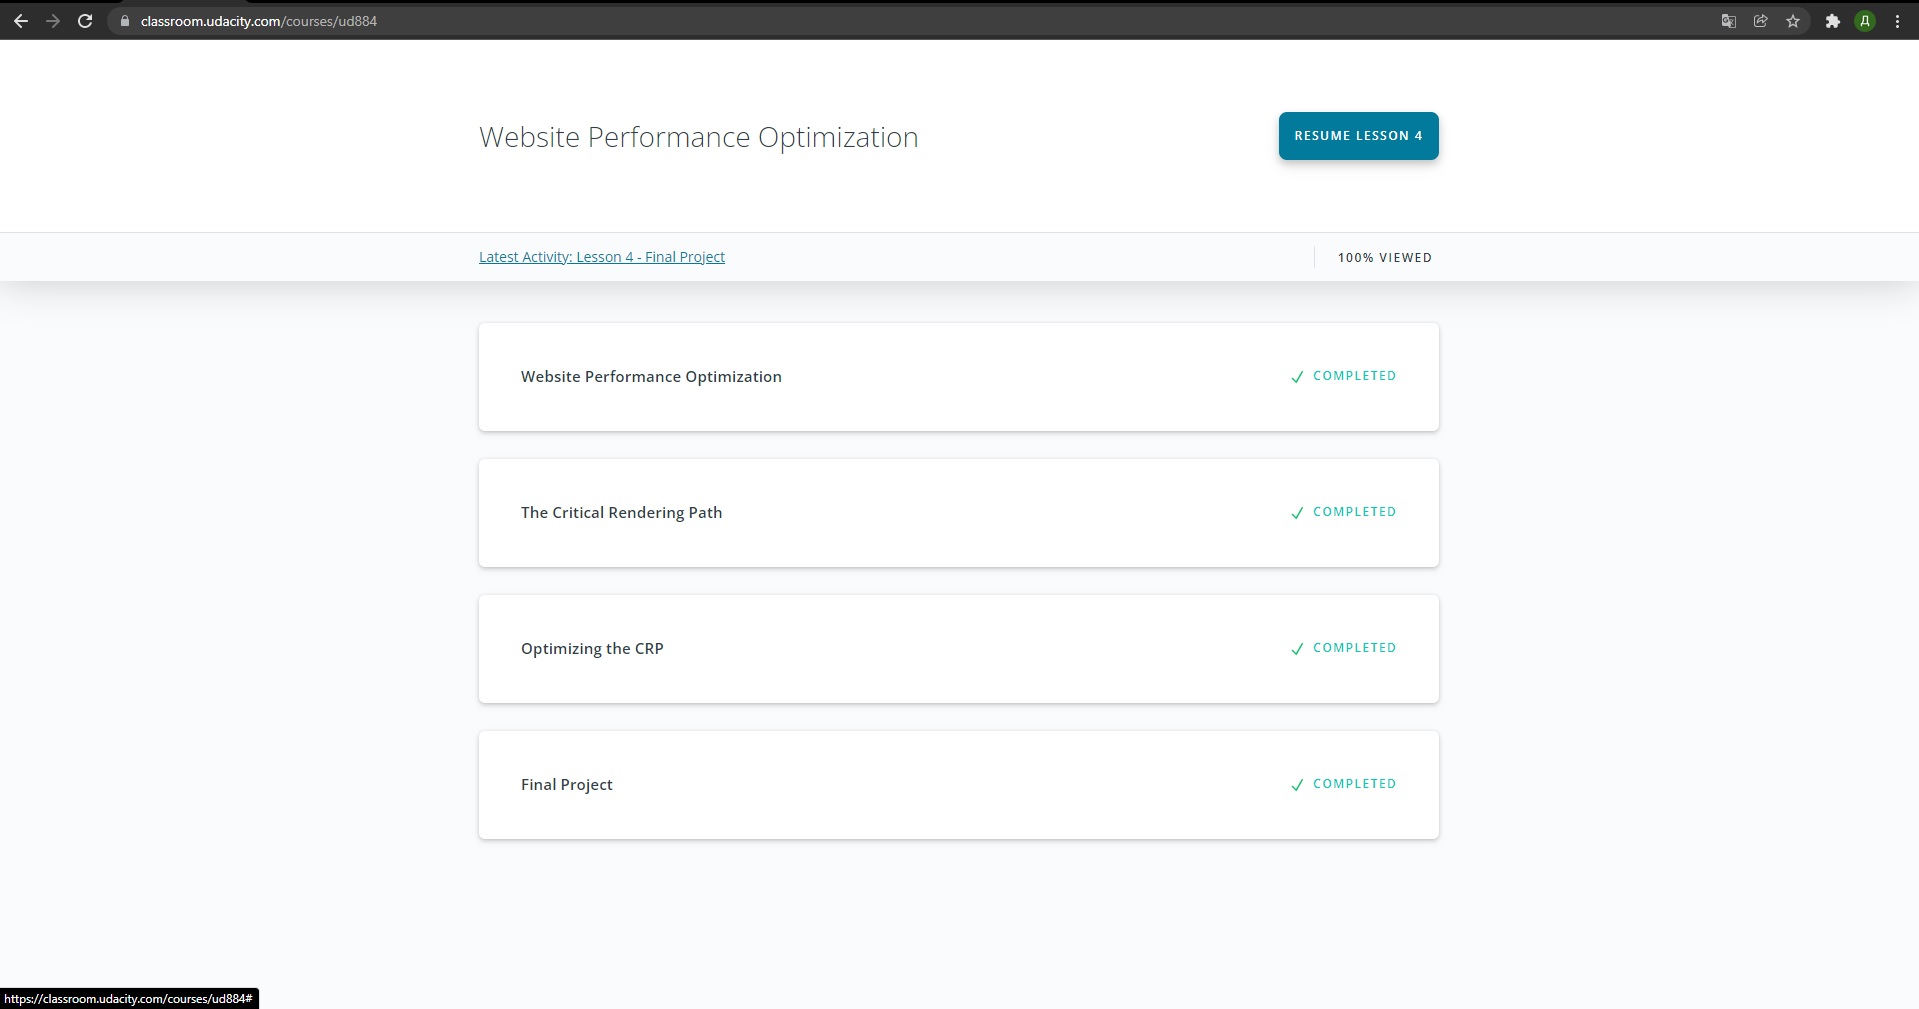 classroom.udacity.com/courses/ud884
Д
Website Performance Optimization
RESUME LESSON 4
Latest Activity: Lesson 4 - Final Project
100% VIEWED
Website Performance Optimization
COMPLETED
The Critical Rendering Path
COMPLETED
Optimizing the CRP
COMPLETED
Final Project
COMPLETED
https://classroom.udacity.com/courses/ud884#